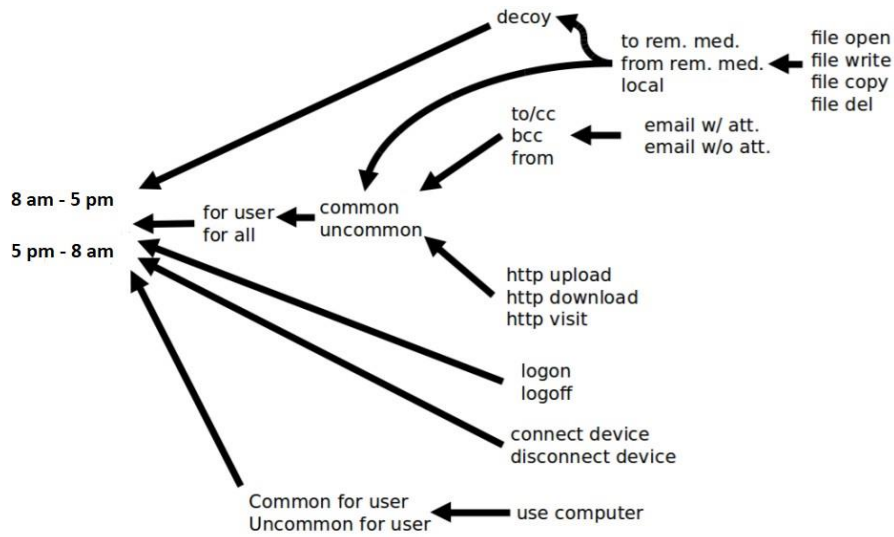 decoy
to rem. med.
from rem. med.
local
file open
file write
file copy
file del
to/cc
bcc
from
email w/ att.
email w/o att.
8 am - 5 pm
5 pm - 8 am
for user
for all
common
uncommon
http upload
http download
http visit
logon
logoff
connect device
disconnect device
Common for user
Uncommon for user
use computer